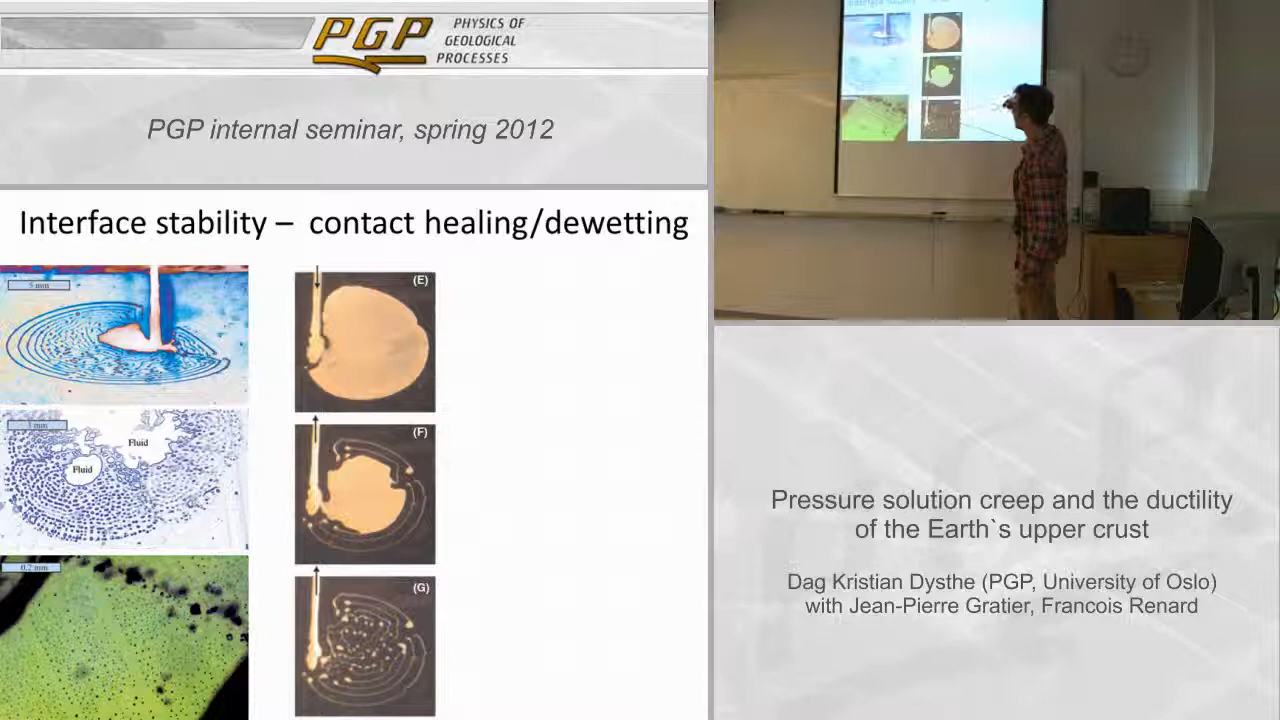 PGP
PHYSICS OF
GEOLOGICAL
PROCESSES
PGP internal seminar, spring 2012
Interface stability – contact healing/dewetting
5 mm
(E)
Fluid
Fluid
(F)
0.2 mm
(G)
Pressure solution creep and the ductility
of the Earth`s upper crust
Dag Kristian Dysthe (PGP, University of Oslo)
with Jean-Pierre Gratier, Francois Renard